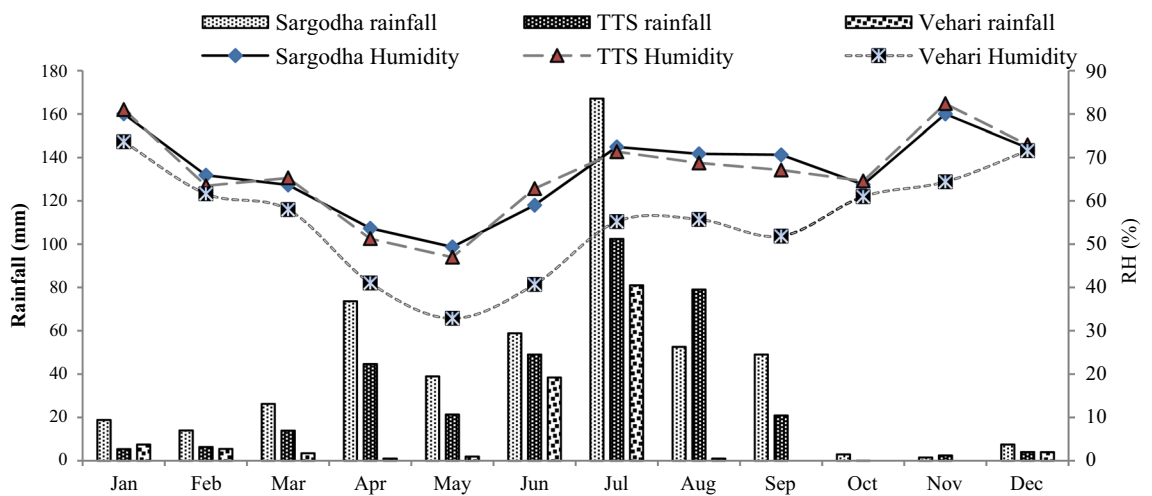 Sargodha rainfall TTS rainfall Vehari rainfall
Sargodha Humidity TTS Humidity Vehari Humidity
180 90
160 80
140 70
120 60
100 50
80 40
60 30
40 20
20 10
0 0
Rainfall (mm)
RH (%)
Jan Feb Mar Apr May Jun Jul Aug Sep Oct Nov Dec